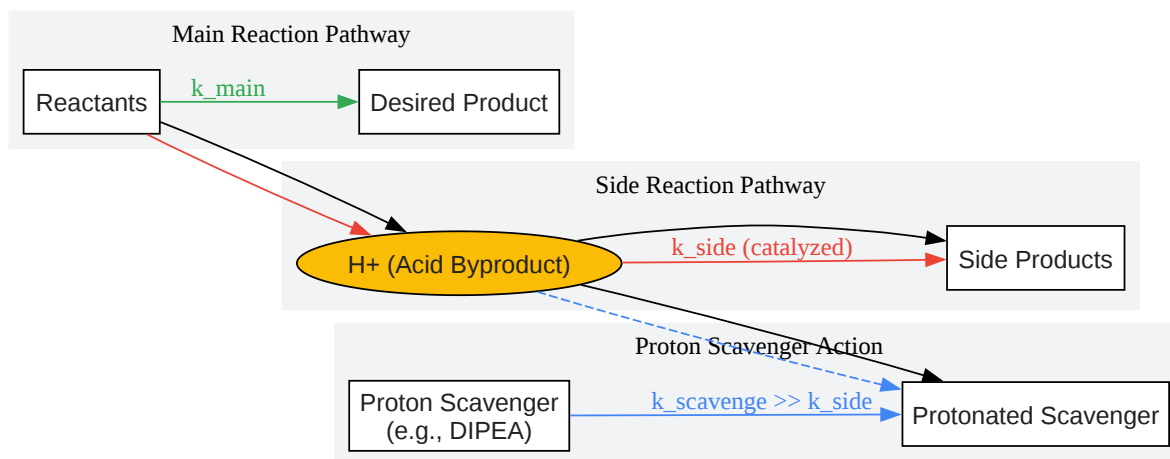 Main Reaction Pathway
Reactants
k_main
Desired Product
Side Reaction Pathway
H+ (Acid Byproduct)
k_side (catalyzed)
Side Products
Proton Scavenger Action
Proton Scavenger
(e.g., DIPEA)
k_scavenge >> k_side
Protonated Scavenger